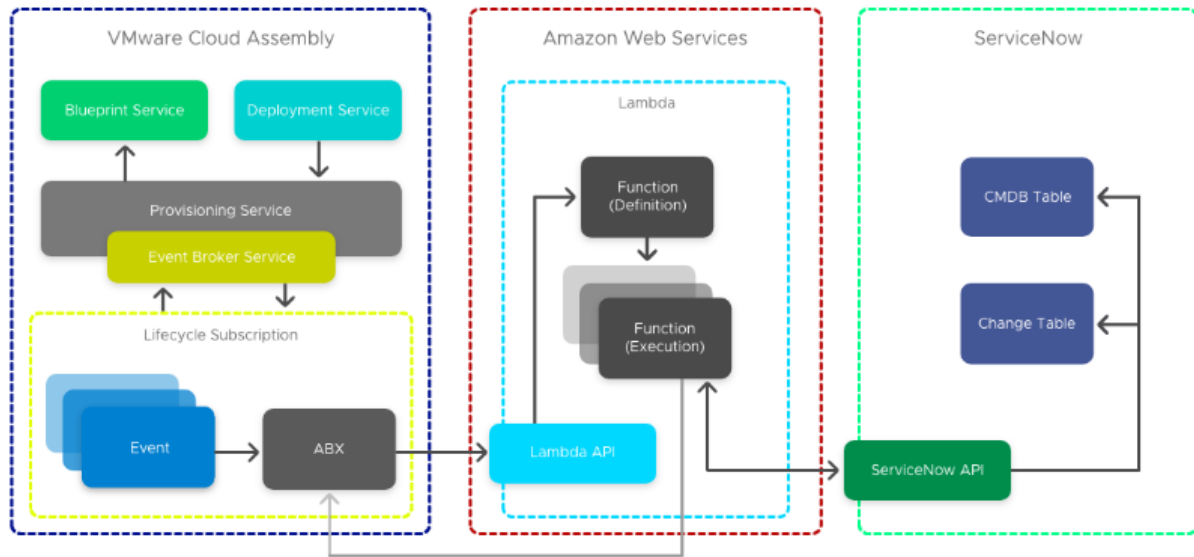 VMware Cloud Assembly
Blueprint Service
Deployment Service
Provisioning Service
Event Broker Service
Lifecycle Subscription
Event
ABX
Amazon Web Services
Lambda
Function
(Definition)
Function
(Execution)
Lambda API
ServiceNow
CMDB Table
Change Table
ServiceNow API